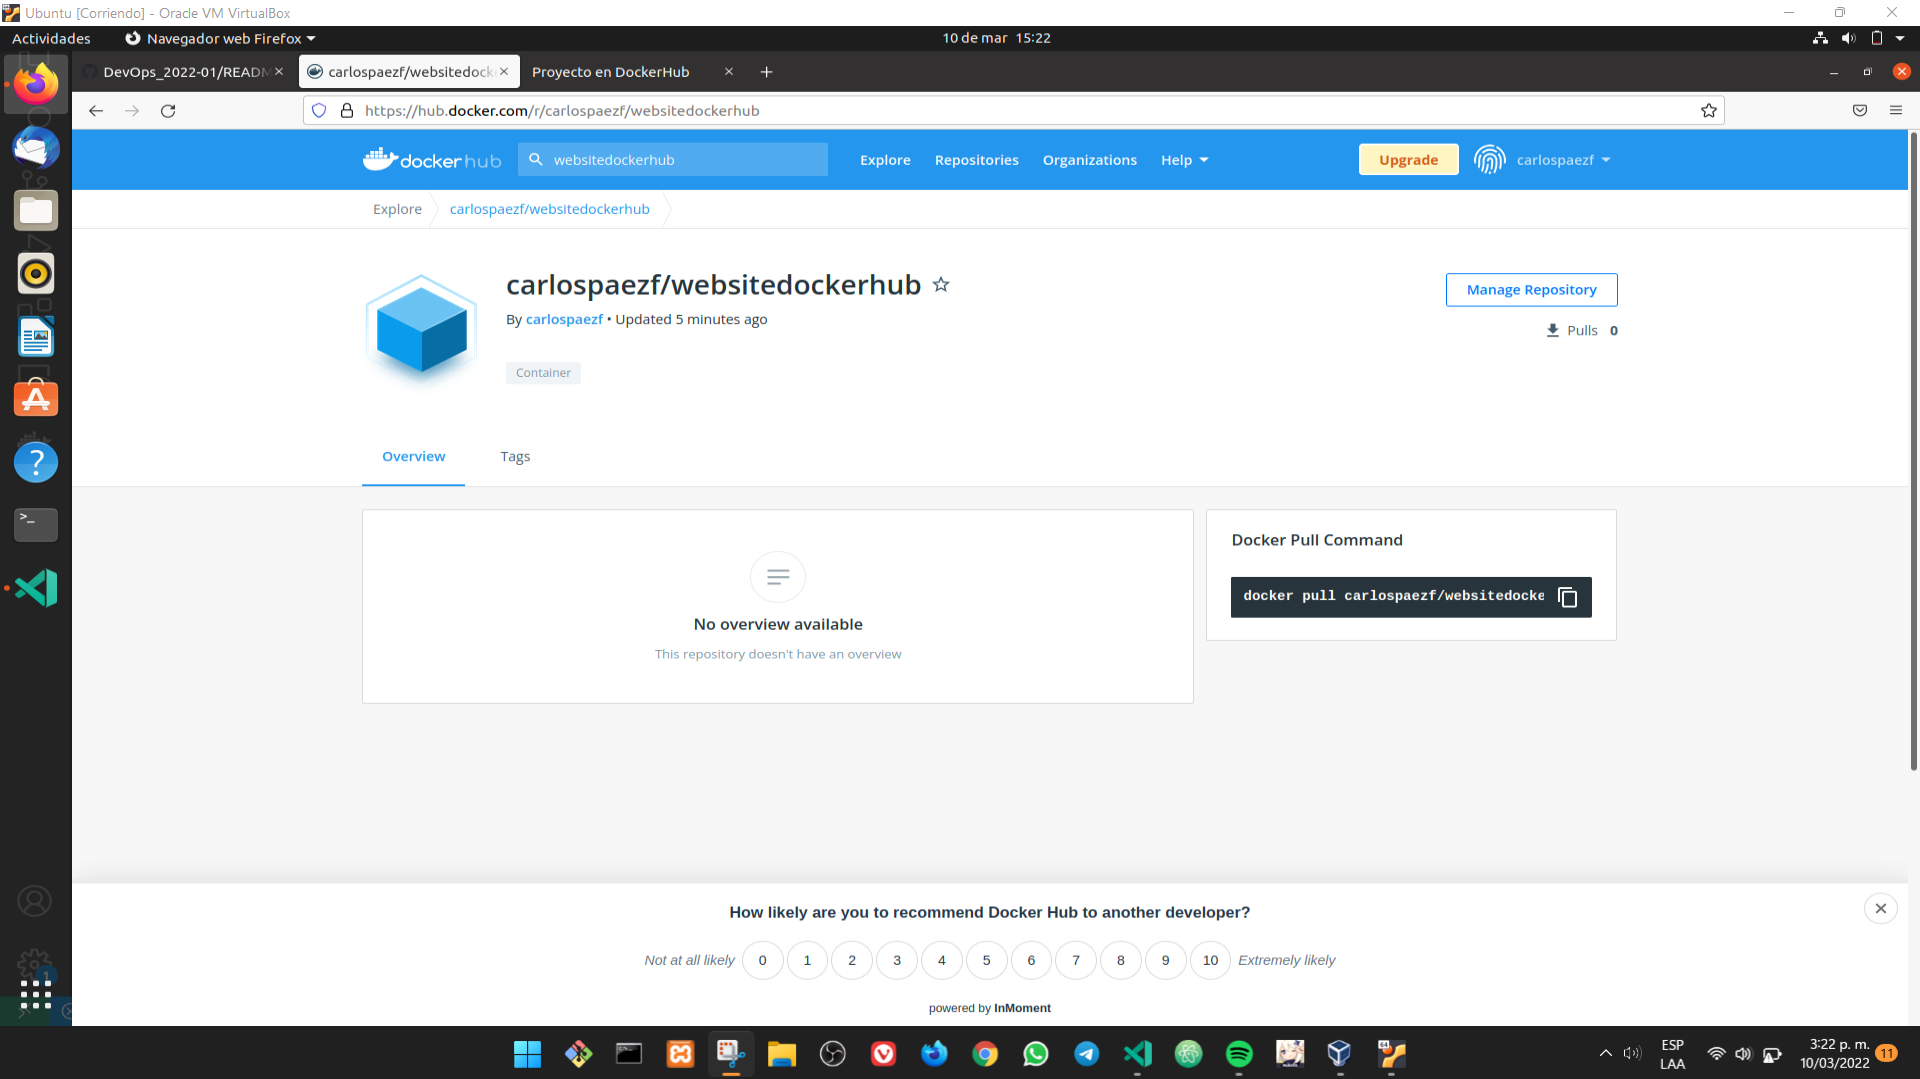 Ubuntu [Corriendo] - Oracle VM VirtualBox
Actividades
Navegador web Firefox
10 de mar 15:22
DevOps_2022-01/READM
carlospaezf/websitedock
Proyecto en DockerHub
https://hub.docker.com/r/carlospaezf/websitedockerhub
docker hub
websitedockerhub
Explore
Repositories
Organizations
Help
Upgrade
carlospaezf
Explore
carlospaezf/websitedockerhub
carlospaezf/websitedockerhub
By carlospaezf • Updated 5 minutes ago
Container
Manage Repository
Pulls 0
Overview
Tags
No overview available
This repository doesn't have an overview
Docker Pull Command
docker pull carlospaezf/websitedocke
How likely are you to recommend Docker Hub to another developer?
Not at all likely 0 1 2 3 4 5 6 7 8 9 10 Extremely likely
powered by InMoment
1
ESP
LAA
3:22 p. m.
10/03/2022
11